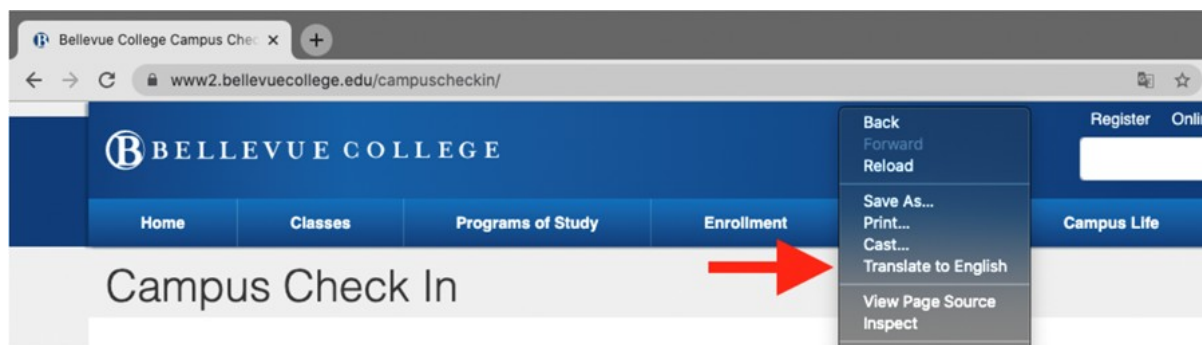 Bellevue College Campus Chec
www2.bellevuecollege.edu/campuscheckin/
BELLEVUE COLLEGE
Register Onli
Home Classes Programs of Study Enrollment Campus Life
Campus Check In
Back
Forward
Reload
Save As...
Print...
Cast...
Translate to English
View Page Source
Inspect